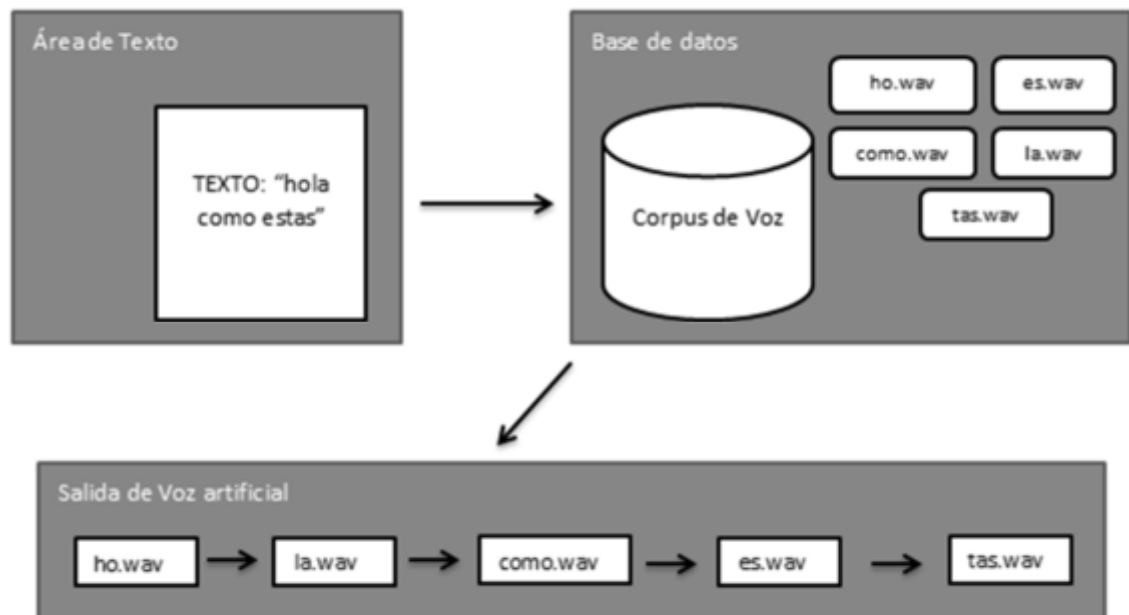 Área de Texto
TEXTO: “hola
como estas”
Base de datos
Corpus de Voz
ho.wav
es.wav
como.wav
la.wav
tas.wav
Salida de Voz artificial
ho.wav
la.wav
como.wav
es.wav
tas.wav